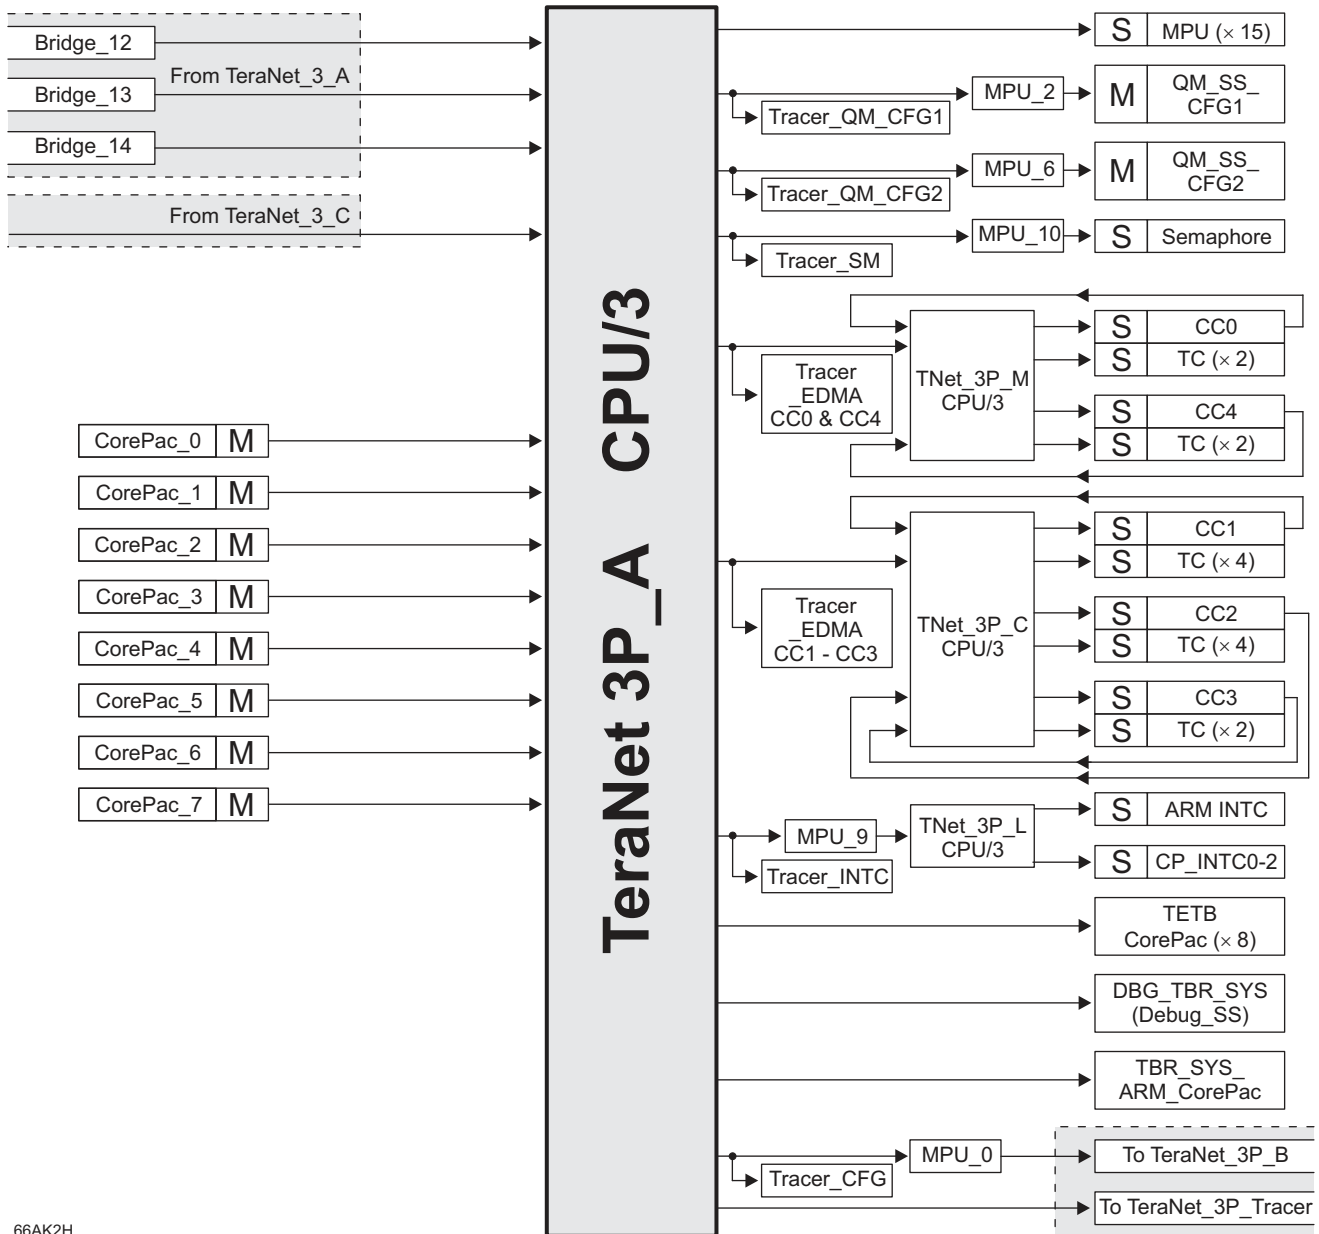 Bridge_12
From TeraNet_3_A
Bridge_13
Bridge_14
From TeraNet_3_C
CorePac_0 M
CorePac_1 M
CorePac_2 M
CorePac_3 M
CorePac_4 M
CorePac_5 M
CorePac_6 M
CorePac_7 M
TeraNet 3P_A CPU/3
S MPU (× 15)
Tracer_QM_CFG1
MPU_2
M QM_SS_
CFG1
Tracer_QM_CFG2
MPU_6
M QM_SS_
CFG2
Tracer_SM
MPU_10
S Semaphore
Tracer
_EDMA
CC0 & CC4
TNet_3P_M
CPU/3
S CC0
S TC (× 2)
S CC4
S TC (× 2)
Tracer
_EDMA
CC1 - CC3
TNet_3P_C
CPU/3
S CC1
S TC (× 4)
S CC2
S TC (× 4)
S CC3
S TC (× 2)
MPU_9
Tracer_INTC
TNet_3P_L
CPU/3
S ARM INTC
S CP_INTC0-2
TETB
CorePac (× 8)
DBG_TBR_SYS
(Debug_SS)
TBR_SYS_
ARM_CorePac
Tracer_CFG
MPU_0
To TeraNet_3P_B
To TeraNet_3P_Tracer
66AK2H